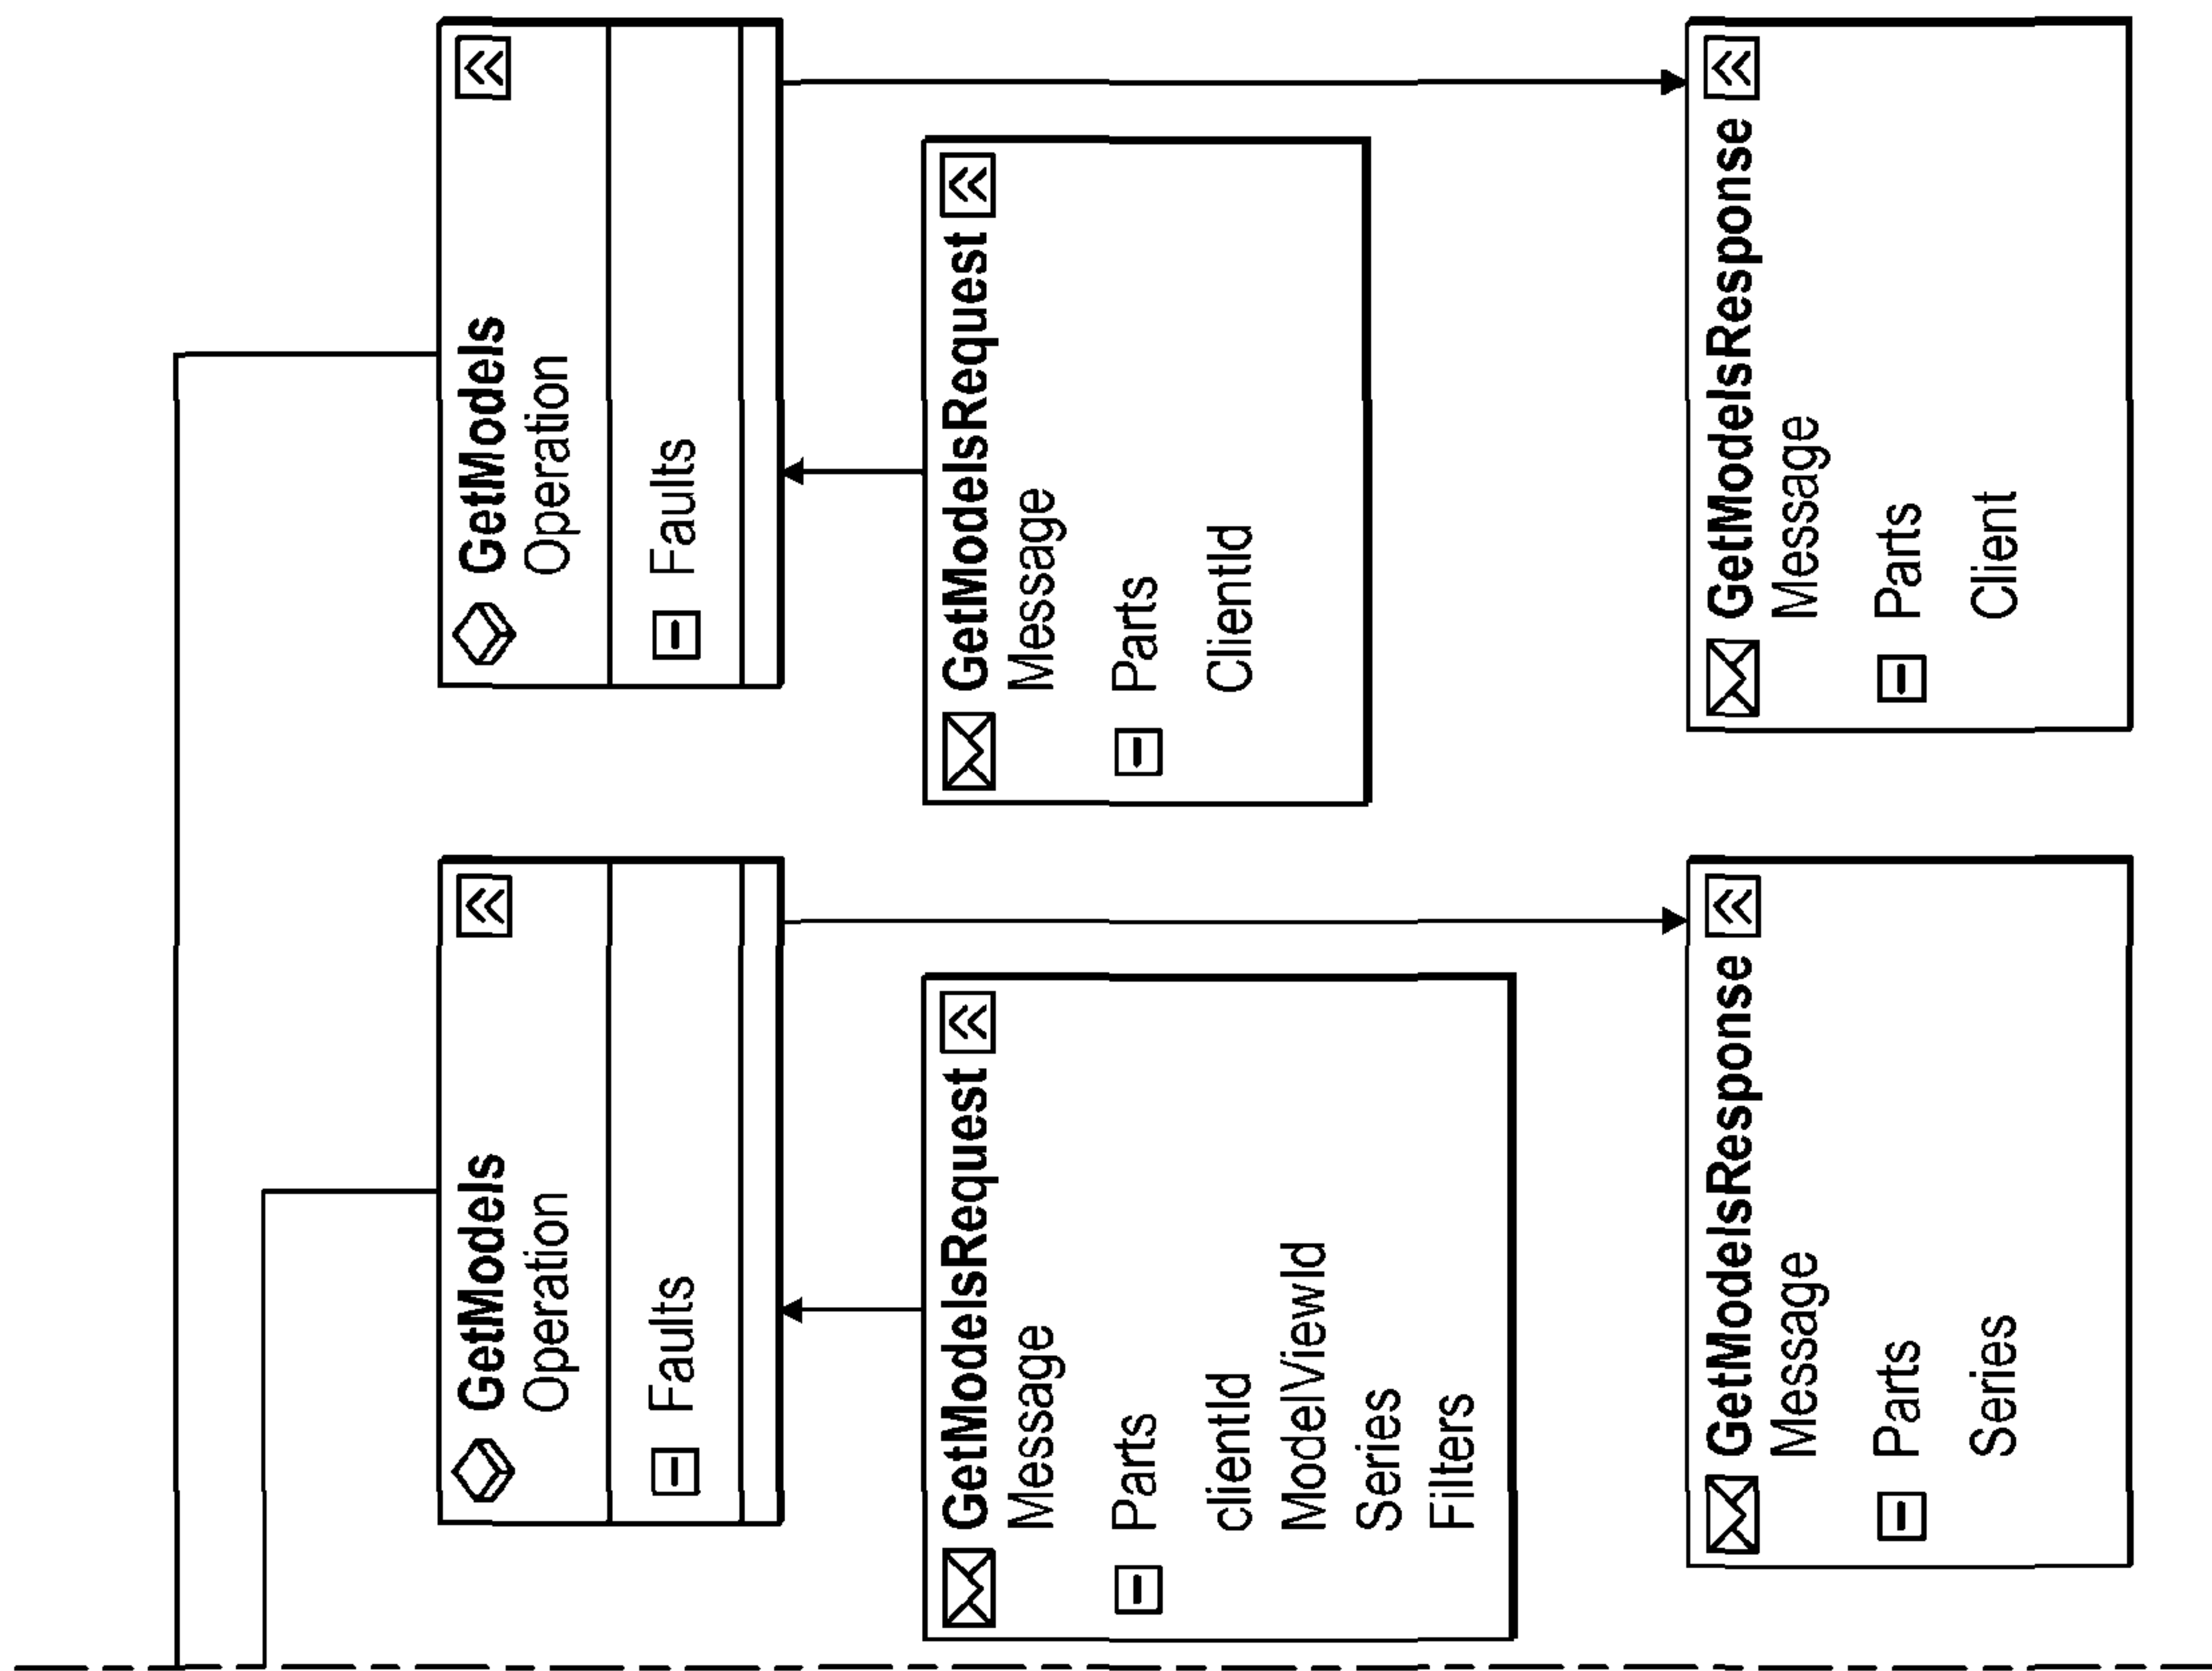 GetModels
Operation
Faults
GetModelsRequest
Message
Parts
clientId
ModelViewId
Series
Filters
GetModelsResponse
Message
Parts
Series
GetModels
Operation
Faults
GetModelsRequest
Message
Parts
ClientId
GetModelsResponse
Message
Parts
Client